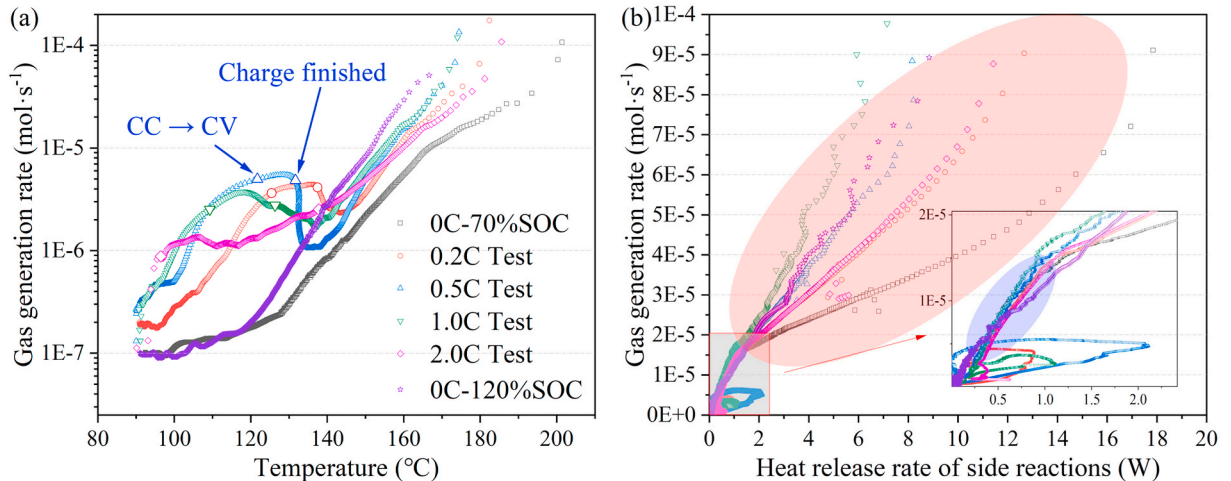 (a)
Gas generation rate (mol·s⁻¹)
1E-4
1E-5
1E-6
1E-7
Charge finished
CC → CV
0C-70%SOC
0.2C Test
0.5C Test
1.0C Test
2.0C Test
0C-120%SOC
80 100 120 140 160 180 200
Temperature (℃)
(b)
Gas generation rate (mol·s⁻¹)
1E-4
9E-5
8E-5
7E-5
6E-5
5E-5
4E-5
3E-5
2E-5
1E-5
0E+0
2E-5
1E-5
0.5 1.0 1.5 2.0
0 2 4 6 8 10 12 14 16 18 20
Heat release rate of side reactions (W)